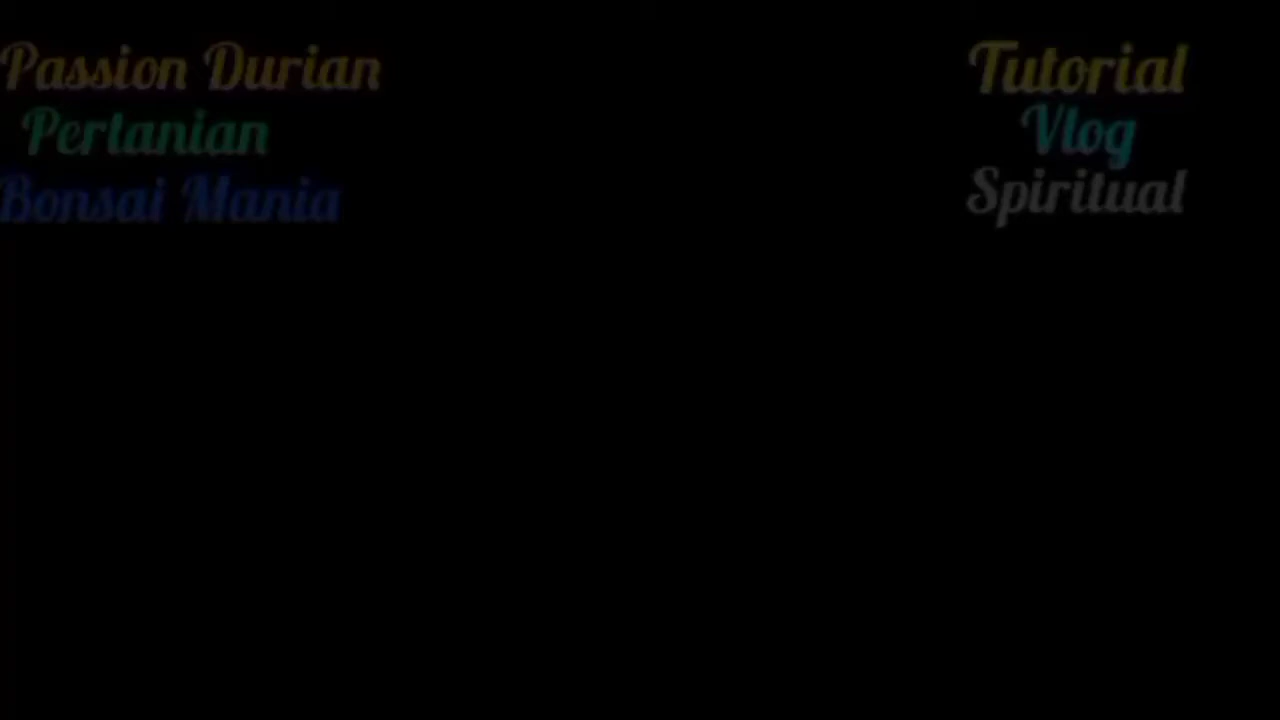 Passion Durian
Pertanian
Bonsai Mania
Tutorial
Vlog
Spiritual